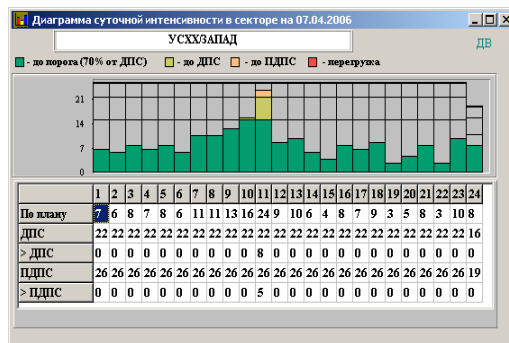 Диаграмма суточной интенсивности в секторе на 07.04.2006
УСХХ/ЗАПАД
ДВ
- до порога (70% от ДПС) - до ДПС - до ПДПС - перегрузка
21
14
7
0
1 2 3 4 5 6 7 8 9 10 11 12 13 14 15 16 17 18 19 20 21 22 23 24
По плану 7 6 8 7 8 6 11 11 13 16 24 9 10 6 4 8 7 9 3 5 8 3 10 8
ДПС 22 22 22 22 22 22 22 22 22 22 22 22 22 22 22 22 22 22 22 22 22 22 22 16
> ДПС 0 0 0 0 0 0 0 0 0 0 8 0 0 0 0 0 0 0 0 0 0 0 0 0
ПДПС 26 26 26 26 26 26 26 26 26 26 26 26 26 26 26 26 26 26 26 26 26 26 26 19
> ПДПС 0 0 0 0 0 0 0 0 0 0 5 0 0 0 0 0 0 0 0 0 0 0 0 0